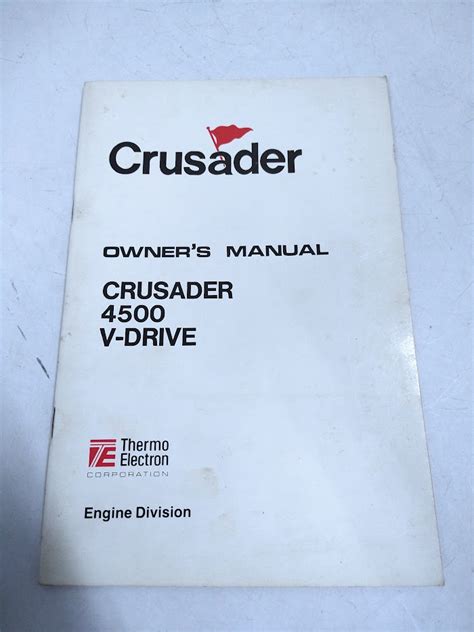 Crusader
OWNER'S MANUAL
CRUSADER
4500
V-DRIVE
TE Thermo
Electron
CORPORATION
Engine Division